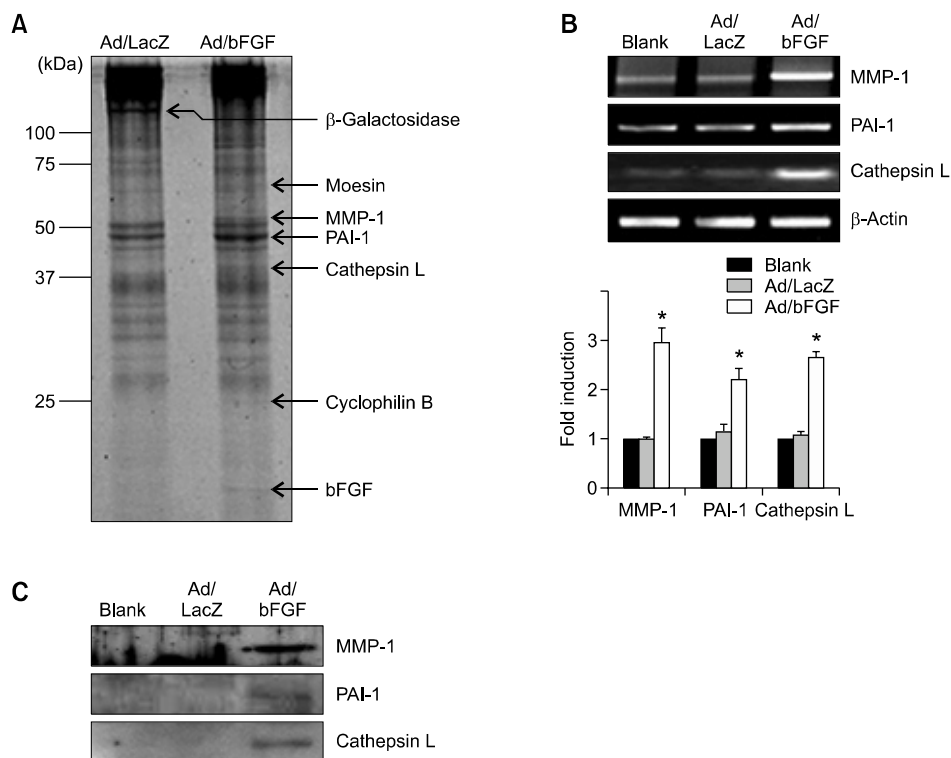 A
Ad/LacZ Ad/bFGF
(kDa)
β-Galactosidase
100
75
Moesin
MMP-1
50
PAI-1
Cathepsin L
37
25
Cyclophilin B
bFGF
B
Blank Ad/LacZ Ad/bFGF
MMP-1
PAI-1
Cathepsin L
β-Actin
Blank
Ad/LacZ
Ad/bFGF
Fold induction
3
2
1
0
* * *
MMP-1 PAI-1 Cathepsin L
C
Blank Ad/LacZ Ad/bFGF
MMP-1
PAI-1
Cathepsin L